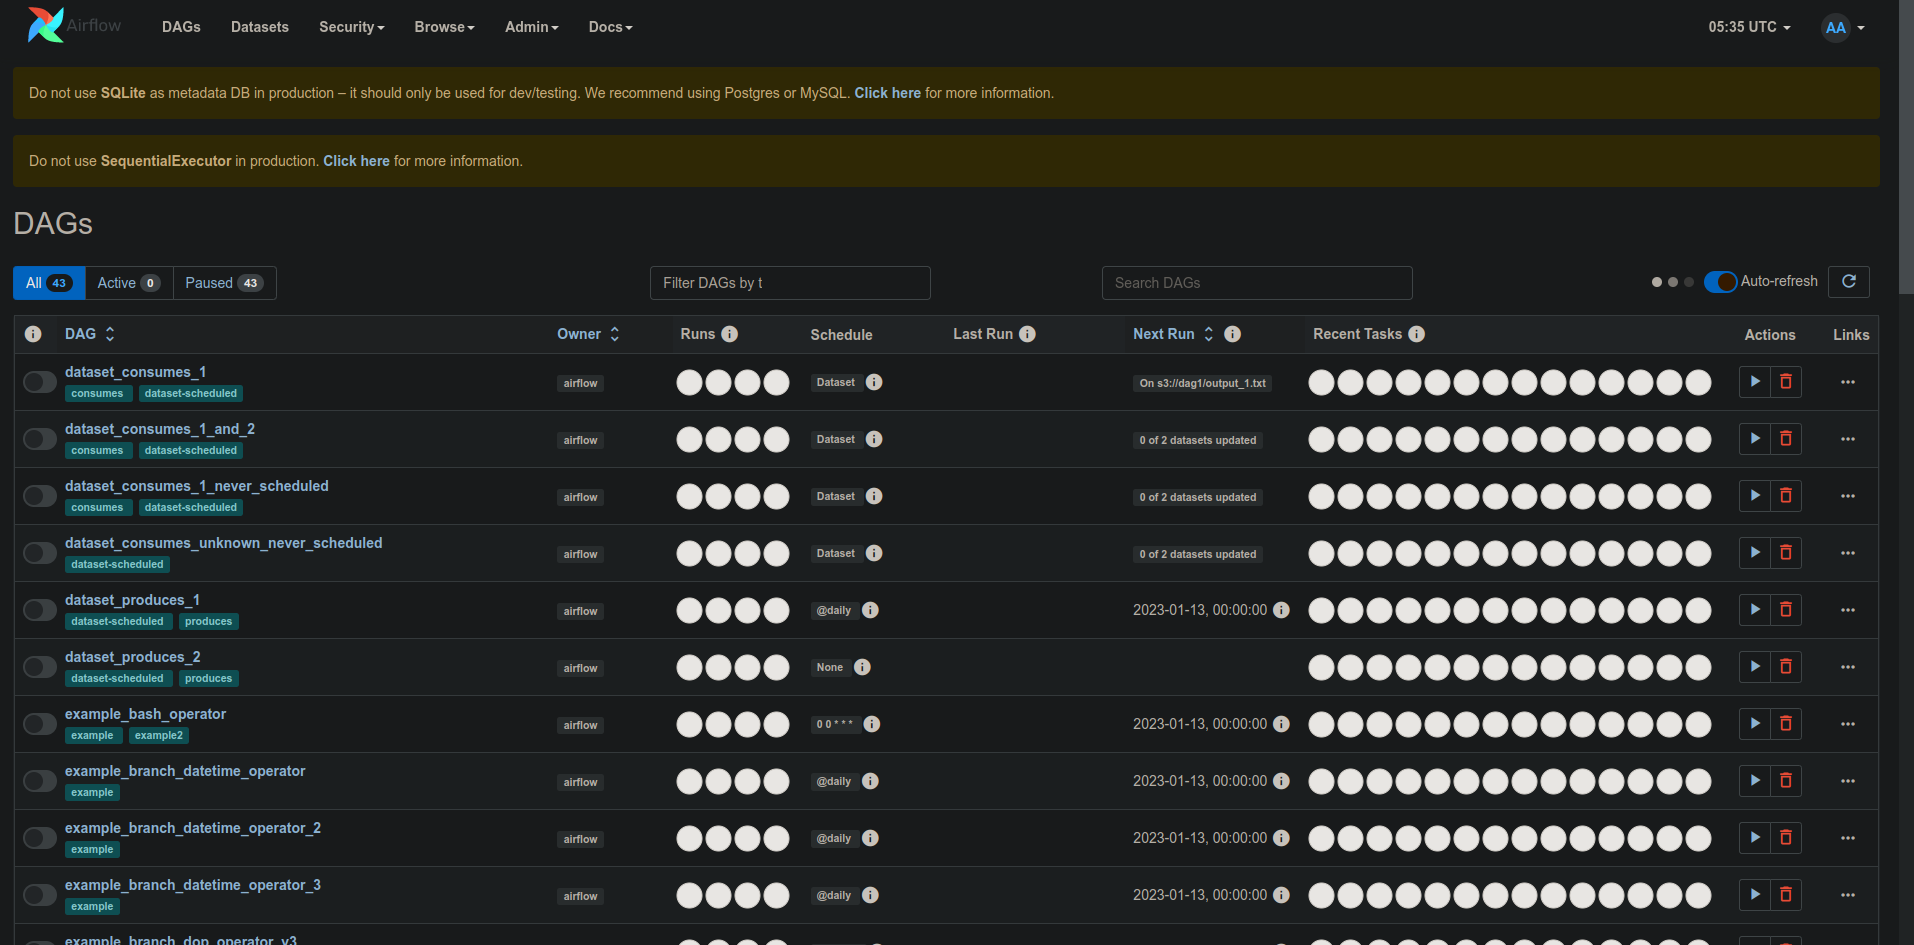 Airflow DAGs Datasets Security Browse Admin Docs 05:35 UTC AA
Do not use SQLite as metadata DB in production – it should only be used for dev/testing. We recommend using Postgres or MySQL. Click here for more information.
Do not use SequentialExecutor in production. Click here for more information.
DAGs
All 43 Active 0 Paused 43 Filter DAGs by t Search DAGs Auto-refresh
DAG Owner Runs Schedule Last Run Next Run Recent Tasks Actions Links
dataset_consumes_1
consumes dataset-scheduled airflow Dataset On s3://dag1/output_1.txt
dataset_consumes_1_and_2
consumes dataset-scheduled airflow Dataset 0 of 2 datasets updated
dataset_consumes_1_never_scheduled
consumes dataset-scheduled airflow Dataset 0 of 2 datasets updated
dataset_consumes_unknown_never_scheduled
dataset-scheduled airflow Dataset 0 of 2 datasets updated
dataset_produces_1
dataset-scheduled produces airflow @daily 2023-01-13, 00:00:00
dataset_produces_2
dataset-scheduled produces airflow None
example_bash_operator
example example2 airflow 0 0 * * * 2023-01-13, 00:00:00
example_branch_datetime_operator
example airflow @daily 2023-01-13, 00:00:00
example_branch_datetime_operator_2
example airflow @daily 2023-01-13, 00:00:00
example_branch_datetime_operator_3
example airflow @daily 2023-01-13, 00:00:00
example_branch_dop_operator_v3